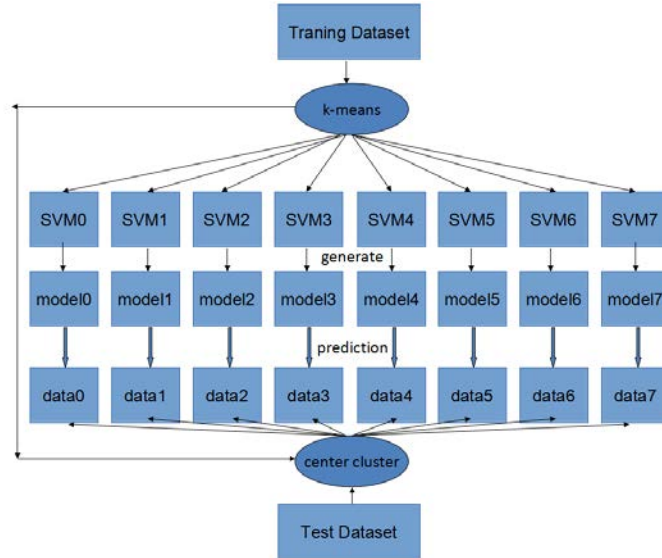 Traning Dataset
k-means
SVM0 SVM1 SVM2 SVM3 SVM4 SVM5 SVM6 SVM7
generate
model0 model1 model2 model3 model4 model5 model6 model7
prediction
data0 data1 data2 data3 data4 data5 data6 data7
center cluster
Test Dataset